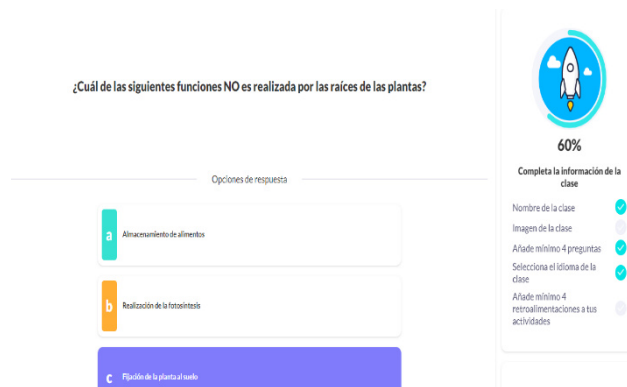 ¿Cuál de las siguientes funciones NO es realizada por las raíces de las plantas?
Opciones de respuesta
a Almacenamiento de alimentos
b Realización de la fotosíntesis
c Fijación de la planta al suelo
60%
Completa la información de la
clase
Nombre de la clase
Imagen de la clase
Añade mínimo 4 preguntas
Selecciona el idioma de la
clase
Añade mínimo 4
retroalimentaciones a tus
actividades